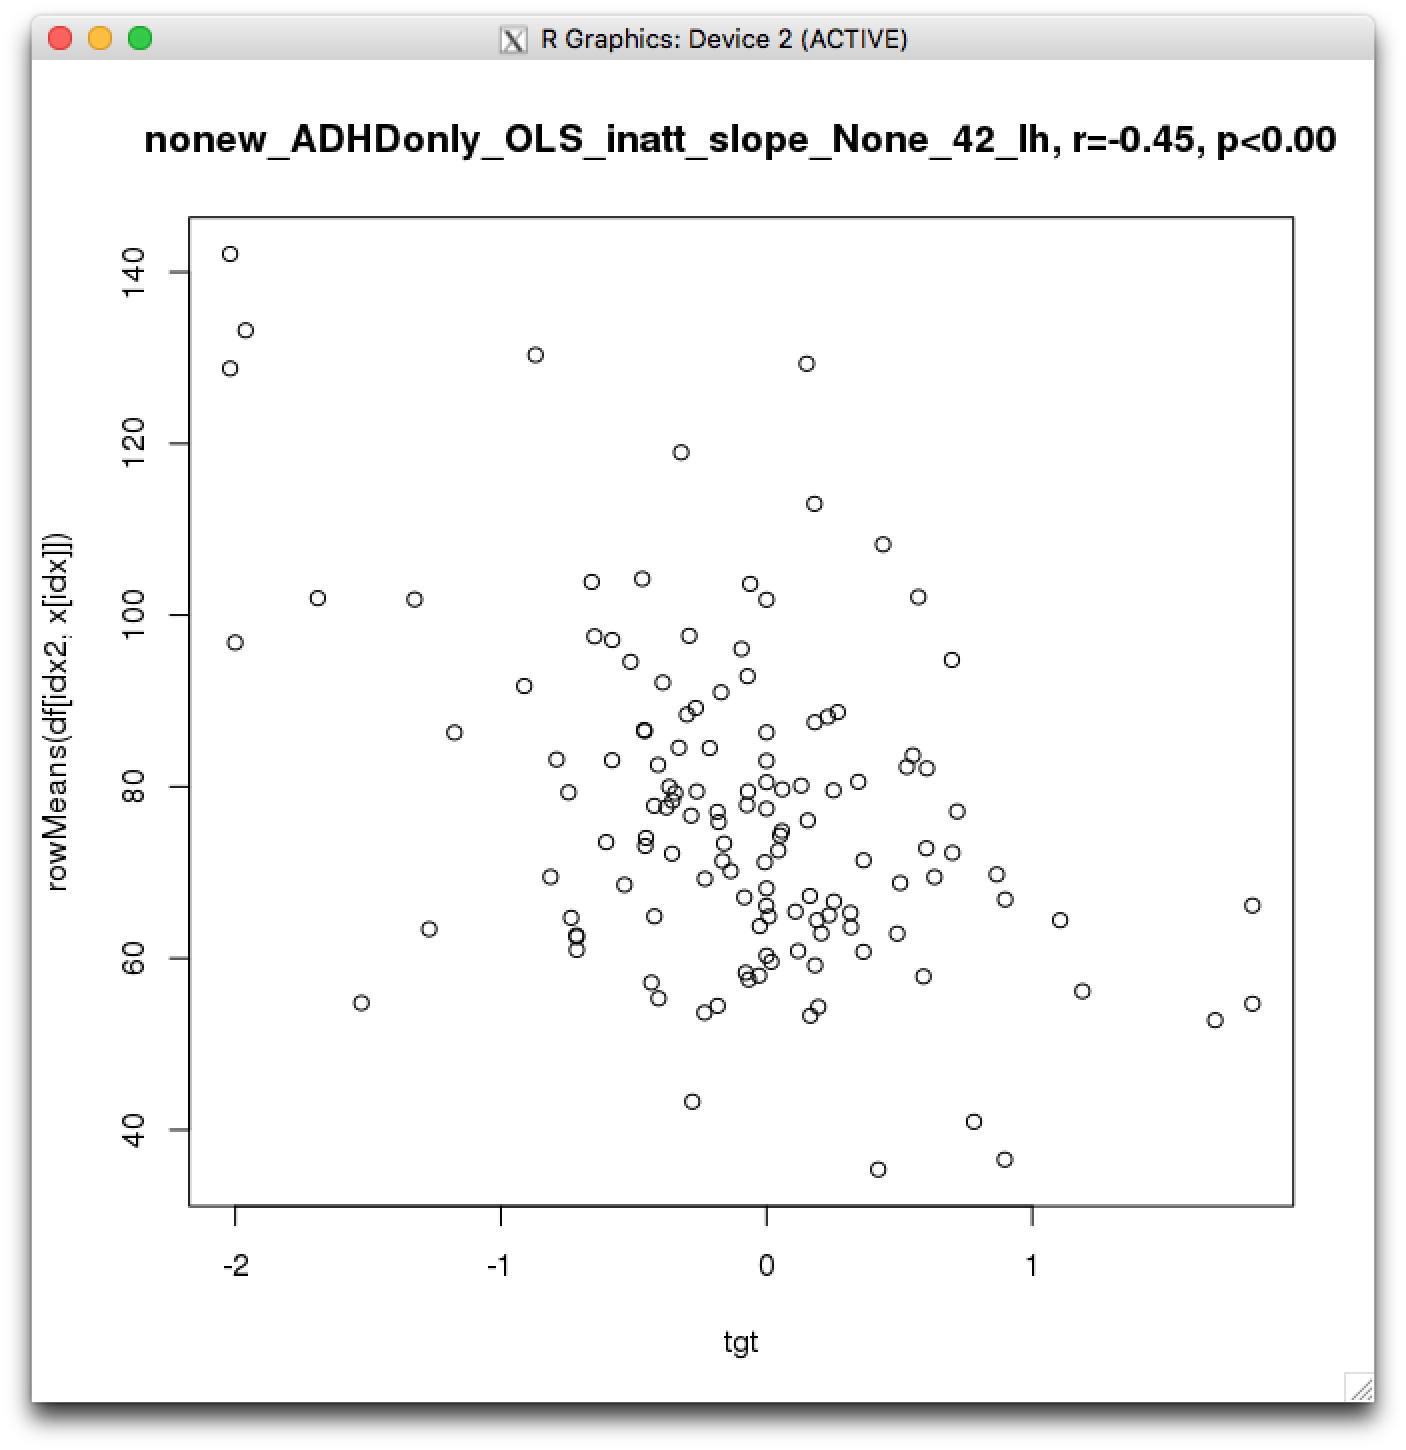 R Graphics: Device 2 (ACTIVE)
nonew_ADHDonly_OLS_inatt_slope_None_42_lh, r=-0.45, p<0.00
rowMeans(df[idx2, x[idx]])
140
120
100
80
60
40
-2
-1
0
1
tgt